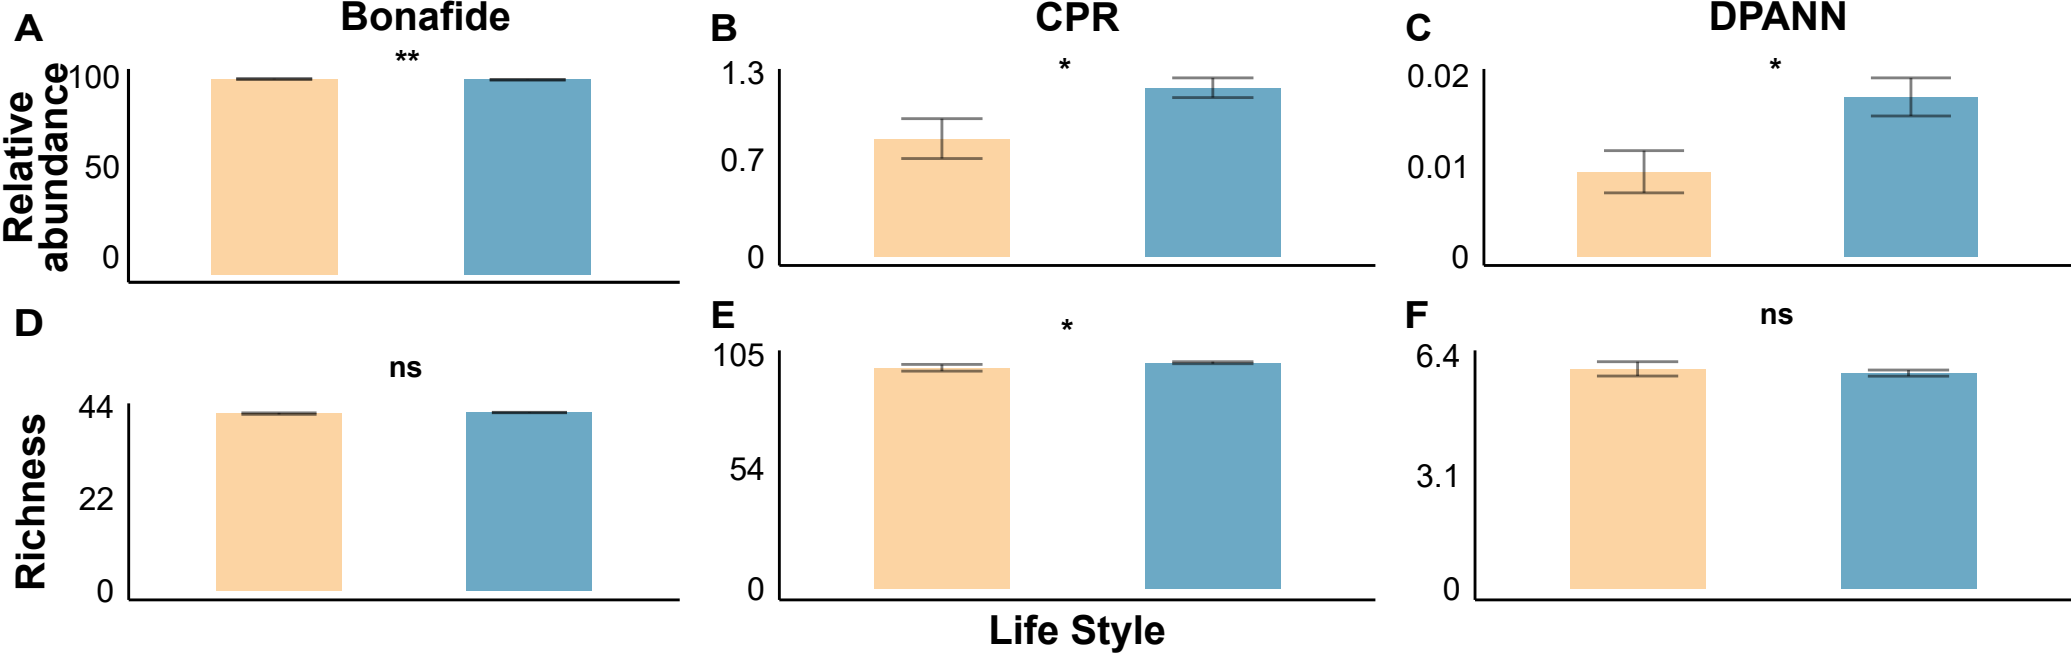 A
Bonafide
**
Relative
abundance
100
50
0
B
CPR
*
1.3
0.7
0
C
DPANN
*
0.02
0.01
0
D
ns
Richness
44
22
0
E
*
105
54
0
F
ns
6.4
3.1
0
Life Style